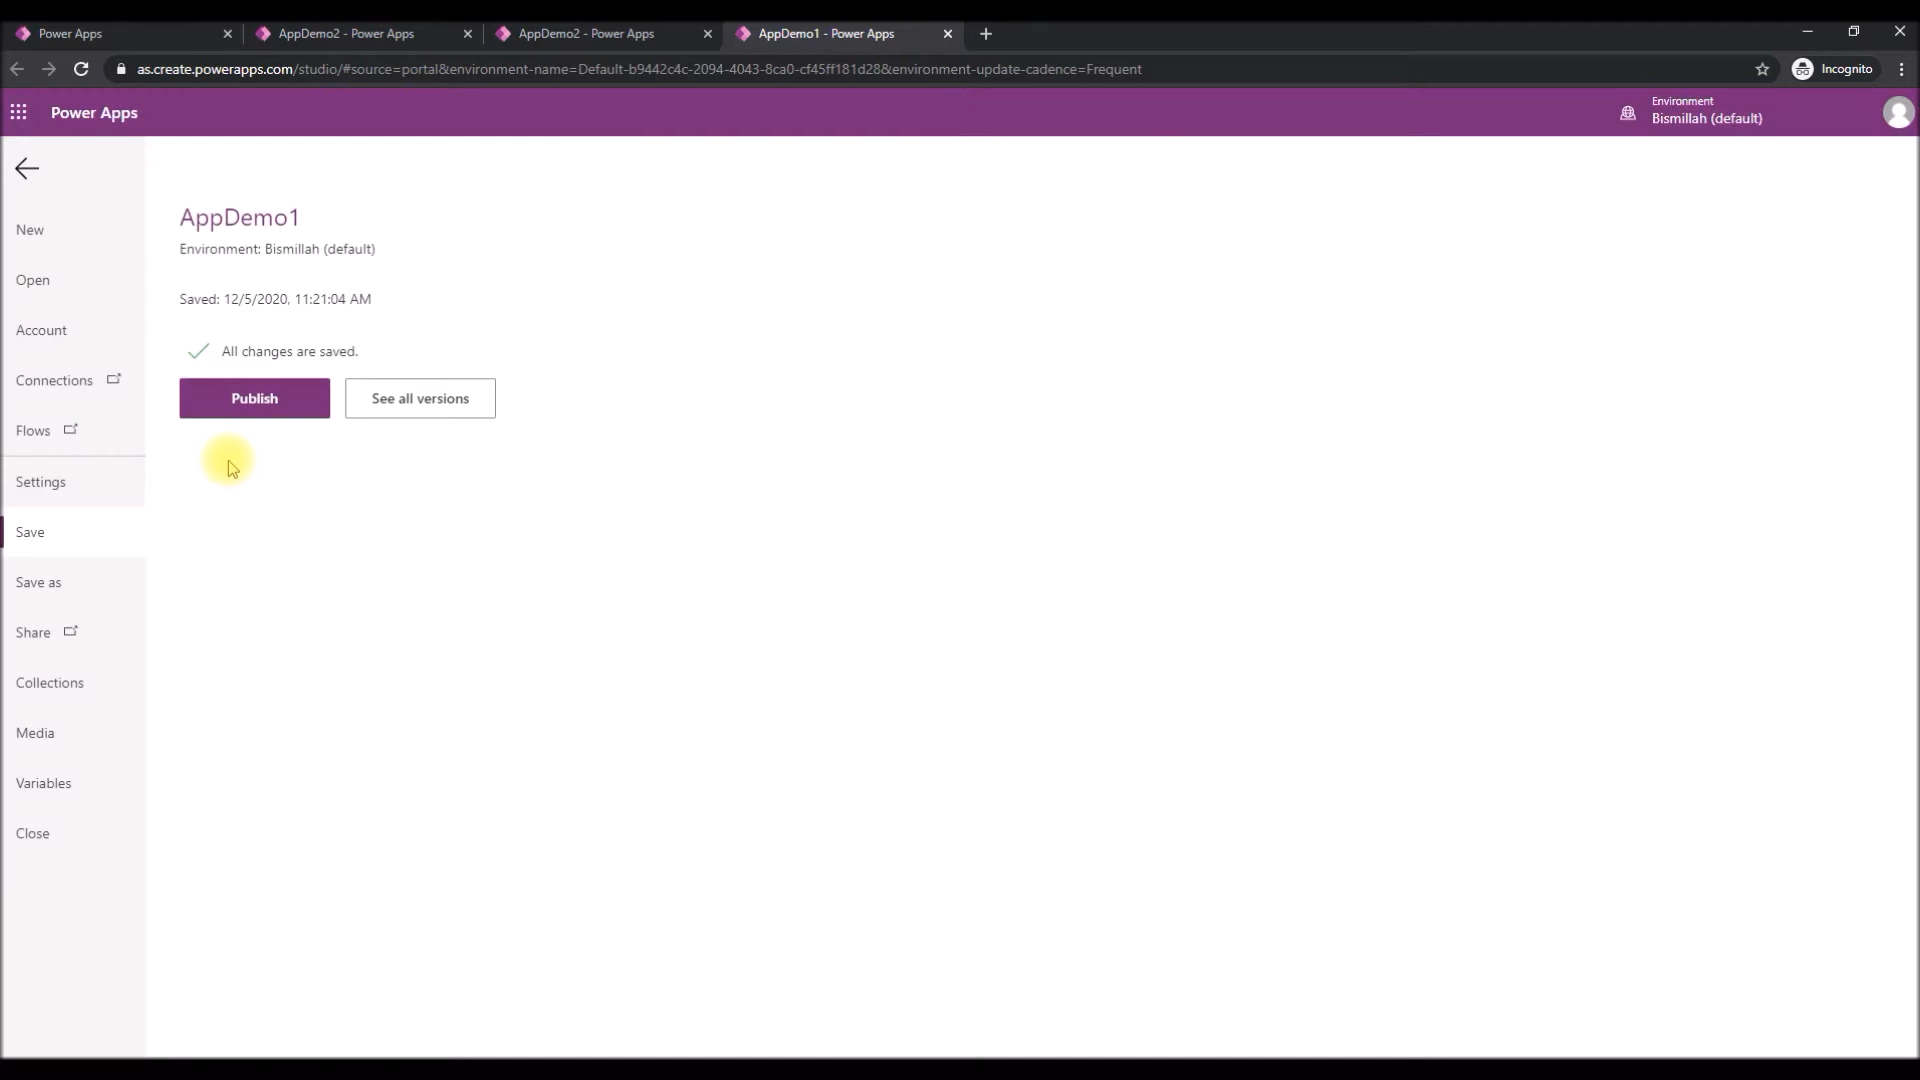 Power Apps
AppDemo2 - Power Apps
AppDemo2 - Power Apps
AppDemo1 - Power Apps
as.create.powerapps.com/studio/#source=portal&environment-name=Default-b9442c4c-2094-4043-8ca0-cf45ff181d28&environment-update-cadence=Frequent
Incognito
Power Apps
Environment
Bismillah (default)
New
Open
Account
Connections
Flows
Settings
Save
Save as
Share
Collections
Media
Variables
Close
AppDemo1
Environment: Bismillah (default)
Saved: 12/5/2020, 11:21:04 AM
All changes are saved.
Publish
See all versions